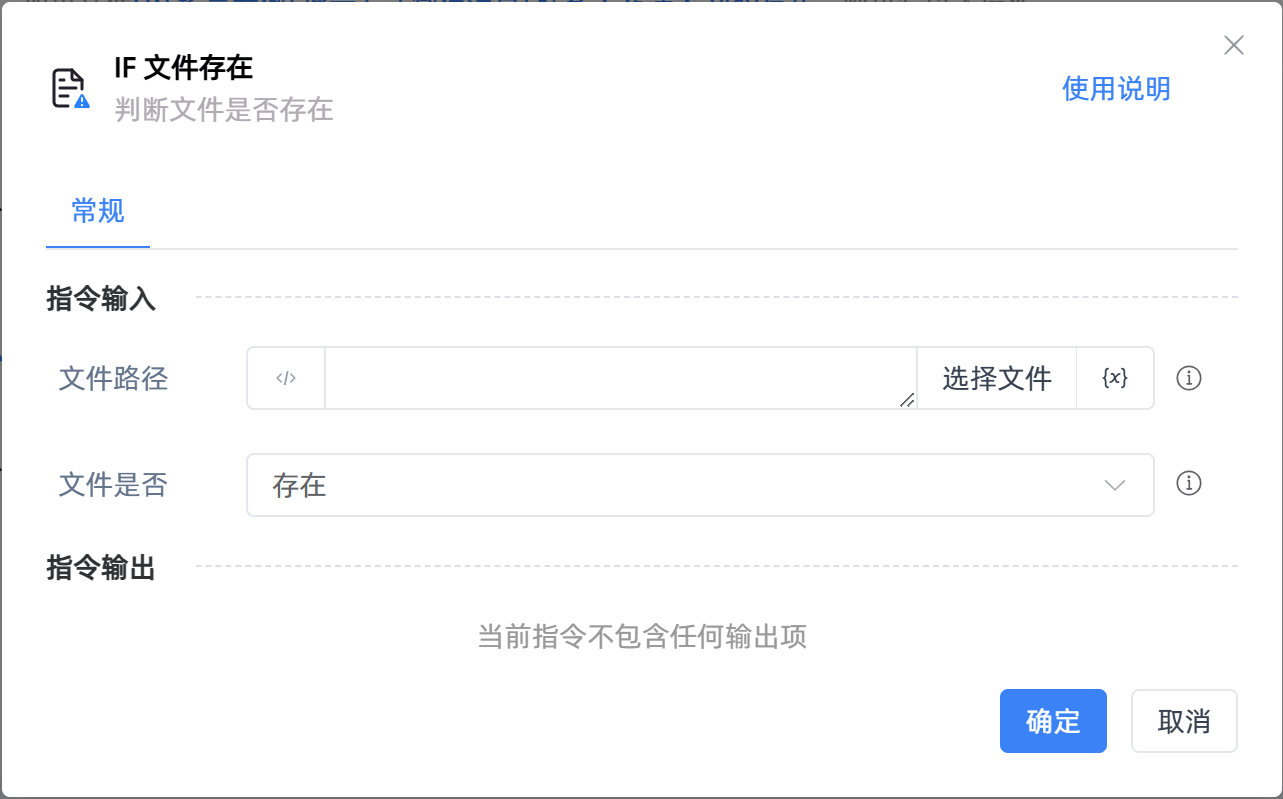 IF 文件存在
判断文件是否存在
使用说明
常规
指令输入
文件路径
</>
选择文件
{x}
文件是否
存在
指令输出
当前指令不包含任何输出项
确定
取消